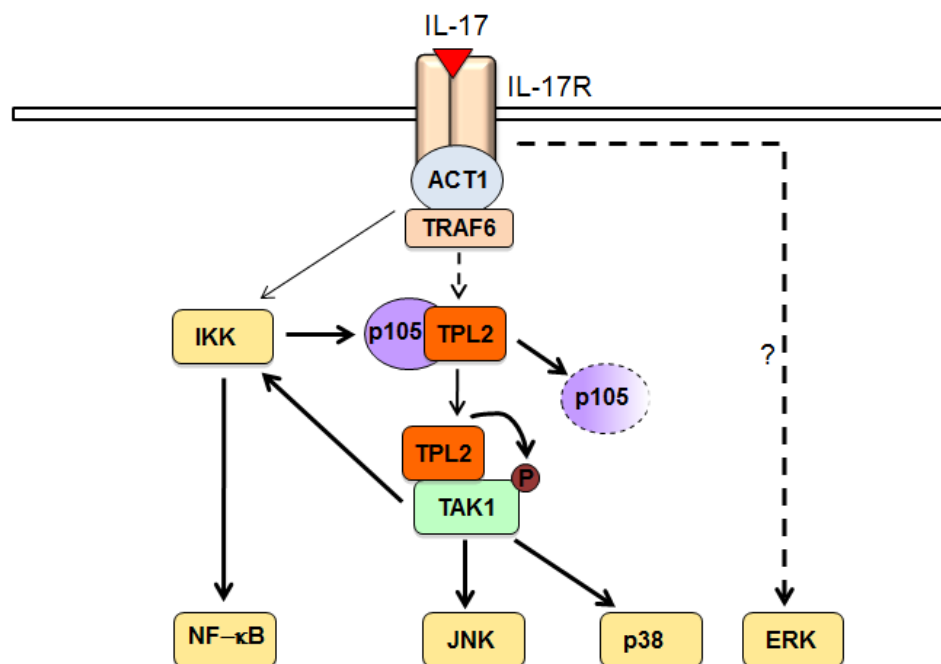 IL-17
IL-17R
ACT1
TRAF6
IKK
p105
TPL2
?
p105
TPL2
P
TAK1
NF–κB
JNK
p38
ERK